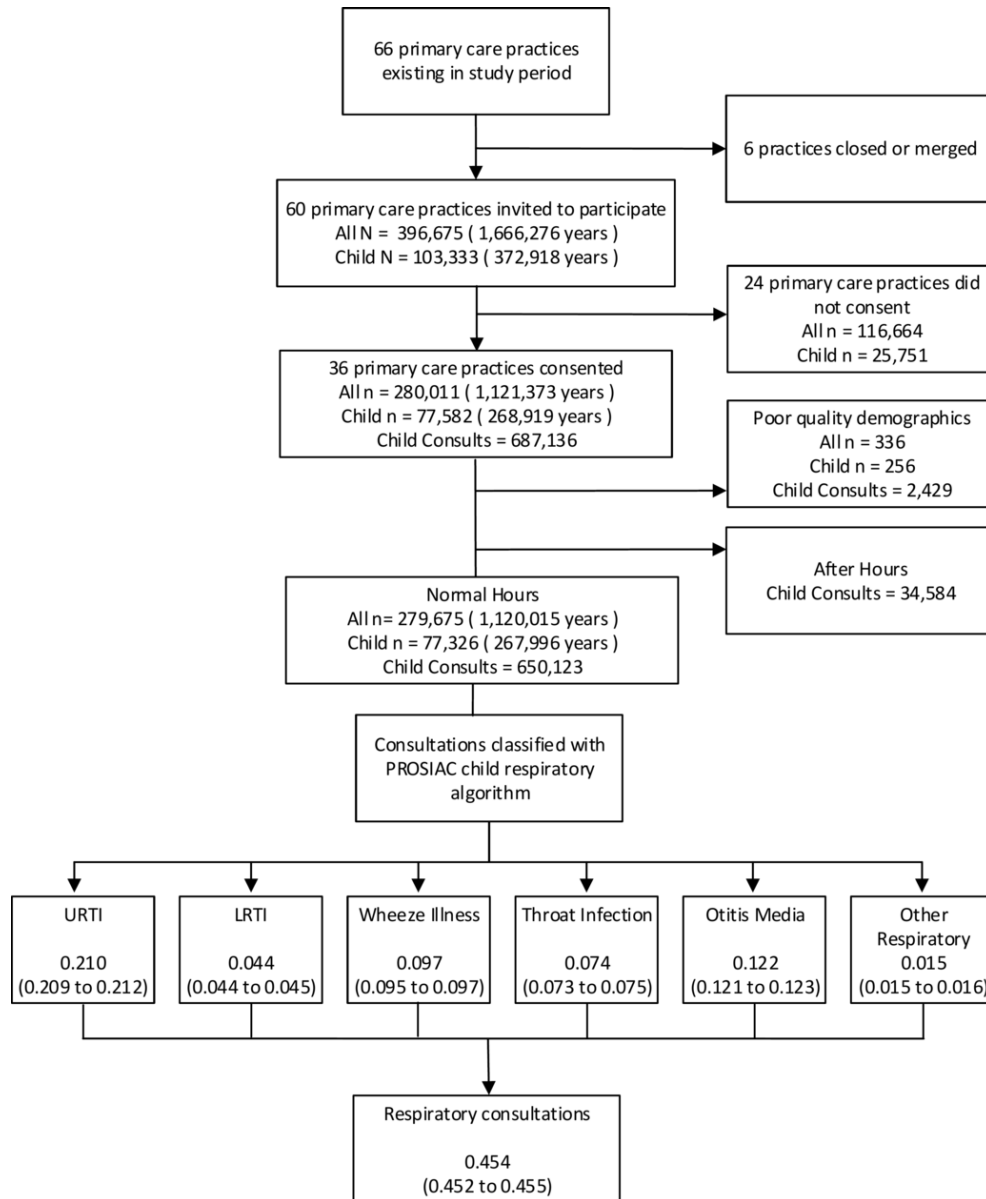 66 primary care practices
existing in study period
6 practices closed or merged
60 primary care practices invited to participate
All N = 396,675 ( 1,666,276 years )
Child N = 103,333 ( 372,918 years )
24 primary care practices did
not consent
All n = 116,664
Child n = 25,751
36 primary care practices consented
All n = 280,011 ( 1,121,373 years )
Child n = 77,582 ( 268,919 years )
Child Consults = 687,136
Poor quality demographics
All n = 336
Child n = 256
Child Consults = 2,429
After Hours
Child Consults = 34,584
Normal Hours
All n= 279,675 ( 1,120,015 years )
Child n = 77,326 ( 267,996 years )
Child Consults = 650,123
Consultations classified with
PROSIAC child respiratory
algorithm
URTI
0.210
(0.209 to 0.212)
LRTI
0.044
(0.044 to 0.045)
Wheeze Illness
0.097
(0.095 to 0.097)
Throat Infection
0.074
(0.073 to 0.075)
Otitis Media
0.122
(0.121 to 0.123)
Other
Respiratory
0.015
(0.015 to 0.016)
Respiratory consultations
0.454
(0.452 to 0.455)